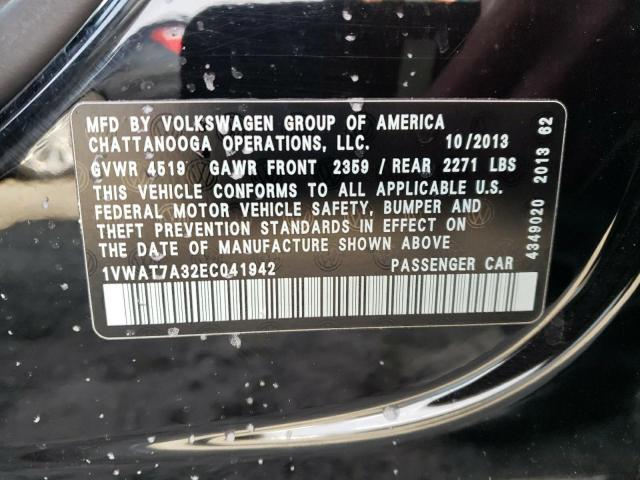 MFD BY VOLKSWAGEN GROUP OF AMERICA
CHATTANOOGA OPERATIONS, LLC. 10/2013
GVWR 4519 GAWR FRONT 2359 / REAR 2271 LBS
THIS VEHICLE CONFORMS TO ALL APPLICABLE U.S.
FEDERAL MOTOR VEHICLE SAFETY, BUMPER AND
THEFT PREVENTION STANDARDS IN EFFECT ON
THE DATE OF MANUFACTURE SHOWN ABOVE
1VWAT7A32EC041942 PASSENGER CAR
4349020 2013 62